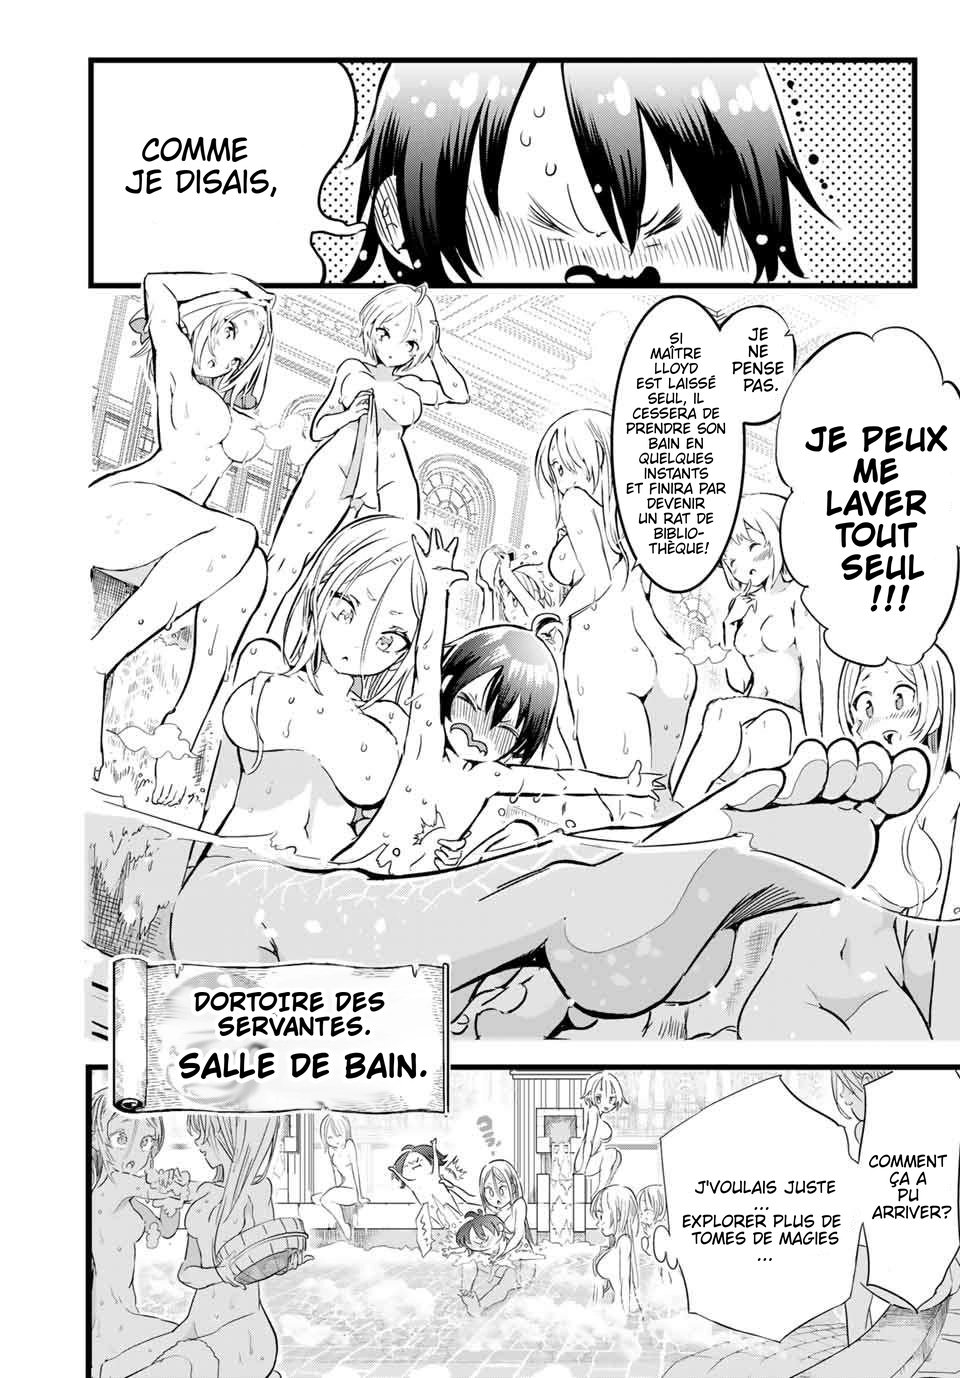 COMME
JE DISAIS,
JE PEUX
ME
LAVER
TOUT
SEUL
!!!
JE
NE
PENSE
PAS.
SI
MAÎTRE
LLOYD
EST LAISSÉ
SEUL, IL
CESSERA DE
PRENDRE SON
BAIN EN
QUELQUES
INSTANTS
ET FINIRA PAR
DEVENIR
UN RAT DE
BIBLIO-
THÈQUE!
DORTOIRE DES
SERVANTES.
SALLE DE BAIN.
COMMENT
ÇA A
PU
ARRIVER?
J'VOULAIS JUSTE
...
EXPLORER PLUS DE
TOMES DE MAGIES
...